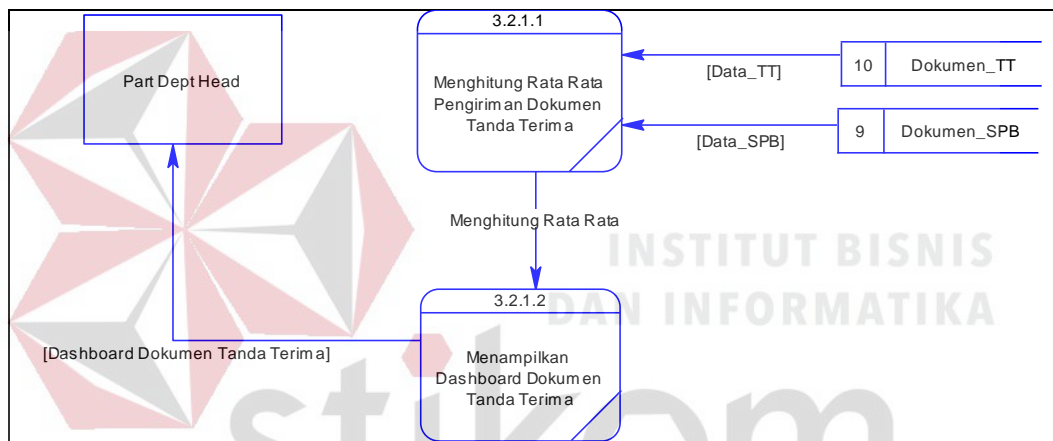 3.2.1.1
Part Dept Head
Menghitung Rata Rata
Pengiriman Dokumen
Tanda Terima
[Data_TT]
10 Dokumen_TT
[Data_SPB]
9 Dokumen_SPB
Menghitung Rata Rata
INSTITUT BISNIS
DAN INFORMATIKA
3.2.1.2
[Dashboard Dokumen Tanda Terima]
Menampilkan
Dashboard Dokumen
Tanda Terima
stikom